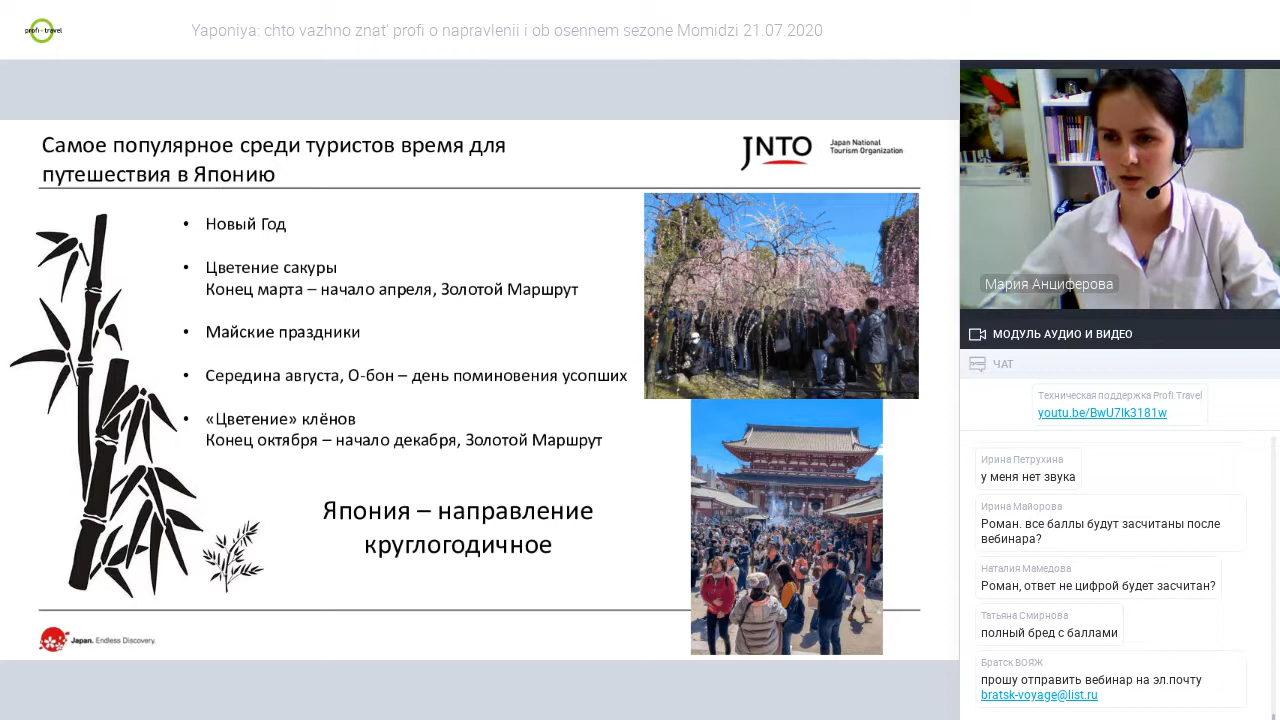 profi travel
Yaponiya: chto vazhno znat' profi o napravlenii i ob osennem sezone Momidzi 21.07.2020
Самое популярное среди туристов время для
путешествия в Японию
JNTO
Japan National
Tourism Organization
• Новый Год
• Цветение сакуры
Конец марта – начало апреля, Золотой Маршрут
• Майские праздники
• Середина августа, О-бон – день поминовения усопших
• «Цветение» клёнов
Конец октября – начало декабря, Золотой Маршрут
Япония – направление
круглогодичное
Japan. Endless Discovery.
Мария Анциферова
МОДУЛЬ АУДИО И ВИДЕО
ЧАТ
Техническая поддержка Profi.Travel
youtu.be/BwU7lk3181w
Ирина Петрухина
у меня нет звука
Ирина Майорова
Роман. все баллы будут засчитаны после
вебинара?
Наталия Мамедова
Роман, ответ не цифрой будет засчитан?
Татьяна Смирнова
полный бред с баллами
Братск ВОЯЖ
прошу отправить вебинар на эл.почту
bratsk-voyage@list.ru